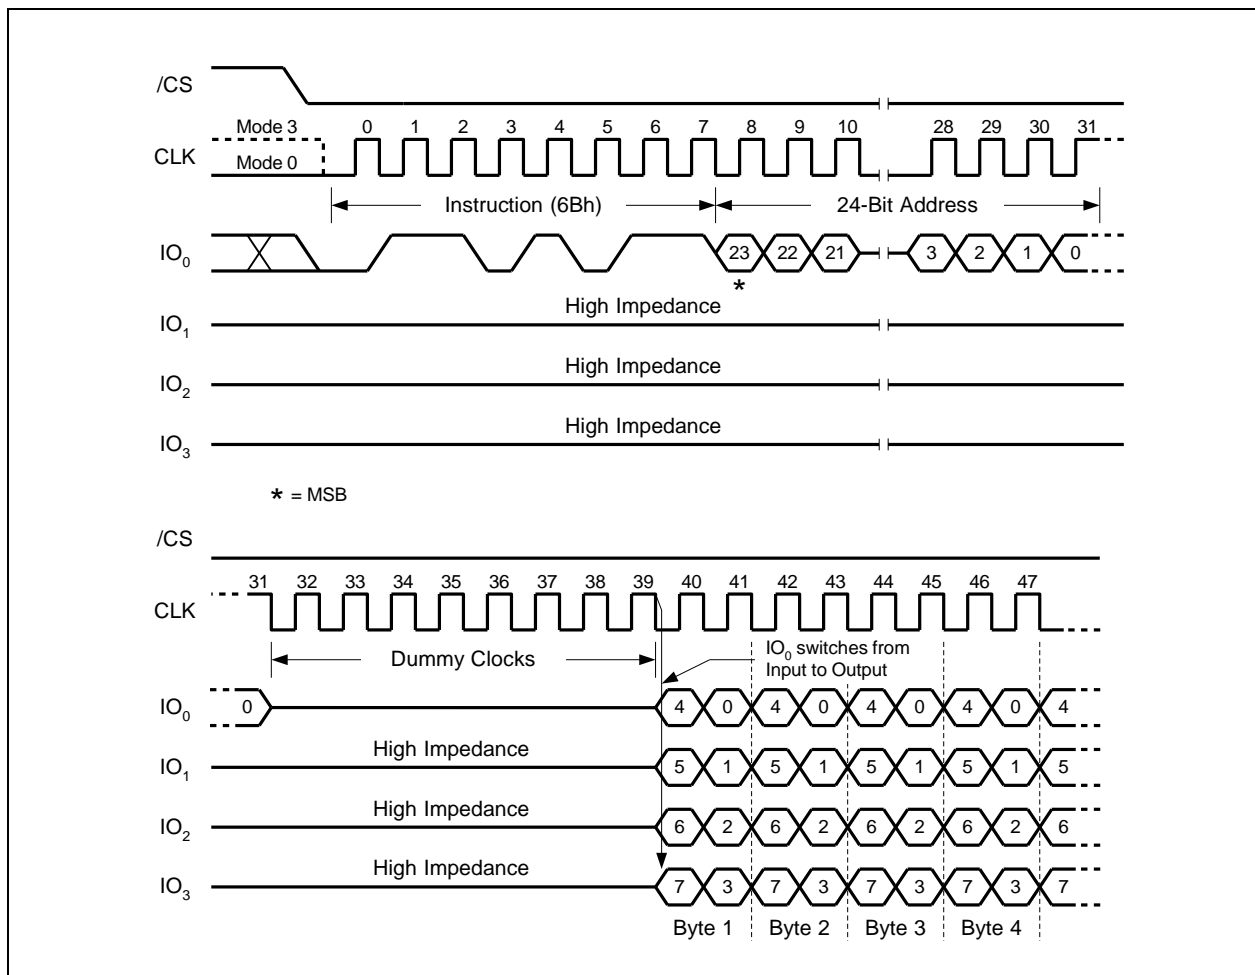 /CS
Mode 3 0 1 2 3 4 5 6 7 8 9 10 28 29 30 31
CLK
Mode 0
Instruction (6Bh) 24-Bit Address
IO0 23 22 21 3 2 1 0
*
High Impedance
IO1
High Impedance
IO2
High Impedance
IO3
* = MSB
/CS
31 32 33 34 35 36 37 38 39 40 41 42 43 44 45 46 47
CLK
Dummy Clocks
IO0 switches from
Input to Output
IO0 0 4 0 4 0 4 0 4 0 4
High Impedance
IO1 5 1 5 1 5 1 5 1 5
High Impedance
IO2 6 2 6 2 6 2 6 2 6
High Impedance
IO3 7 3 7 3 7 3 7 3 7
Byte 1 Byte 2 Byte 3 Byte 4